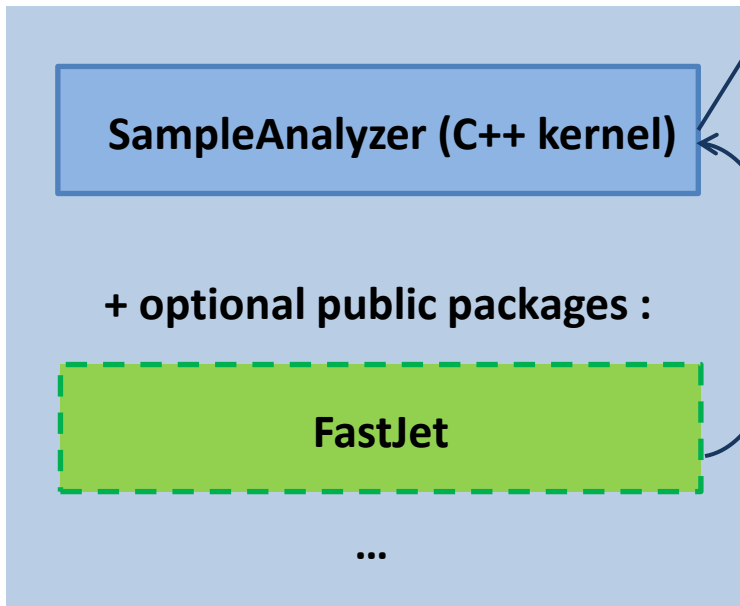 SampleAnalyzer (C++ kernel)
+ optional public packages :
FastJet
...